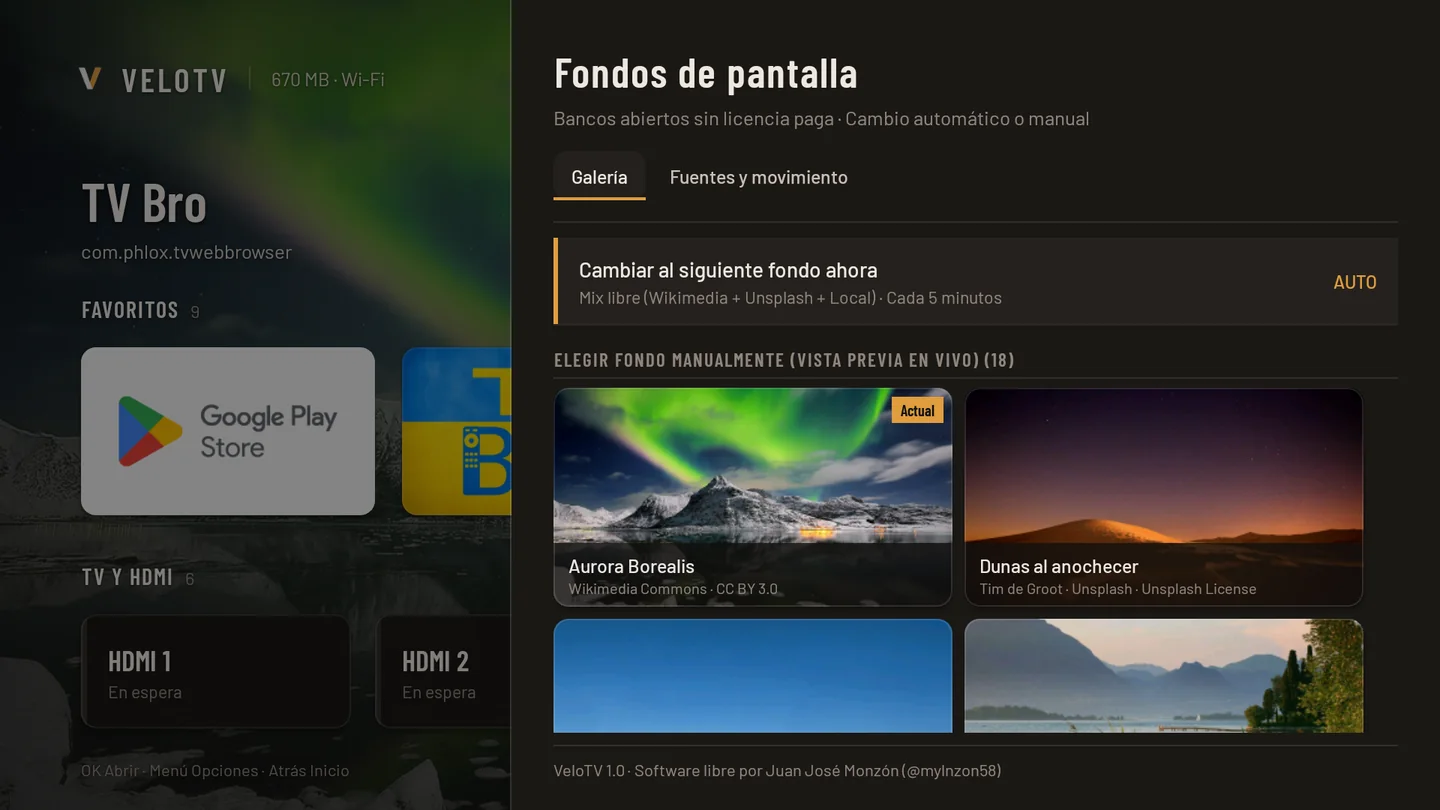 VELOTV
670 MB · Wi-Fi
TV Bro
com.phlox.tvwebbrowser
FAVORITOS 9
Google Play
Store
T
B
TV Y HDMI 6
HDMI 1
En espera
HDMI 2
En espera
OK Abrir · Menú Opciones · Atrás Inicio
Fondos de pantalla
Bancos abiertos sin licencia paga · Cambio automático o manual
Galería
Fuentes y movimiento
Cambiar al siguiente fondo ahora
Mix libre (Wikimedia + Unsplash + Local) · Cada 5 minutos
AUTO
ELEGIR FONDO MANUALMENTE (VISTA PREVIA EN VIVO) (18)
Actual
Aurora Borealis
Wikimedia Commons · CC BY 3.0
Dunas al anochecer
Tim de Groot · Unsplash · Unsplash License
VeloTV 1.0 · Software libre por Juan José Monzón (@mylnzon58)